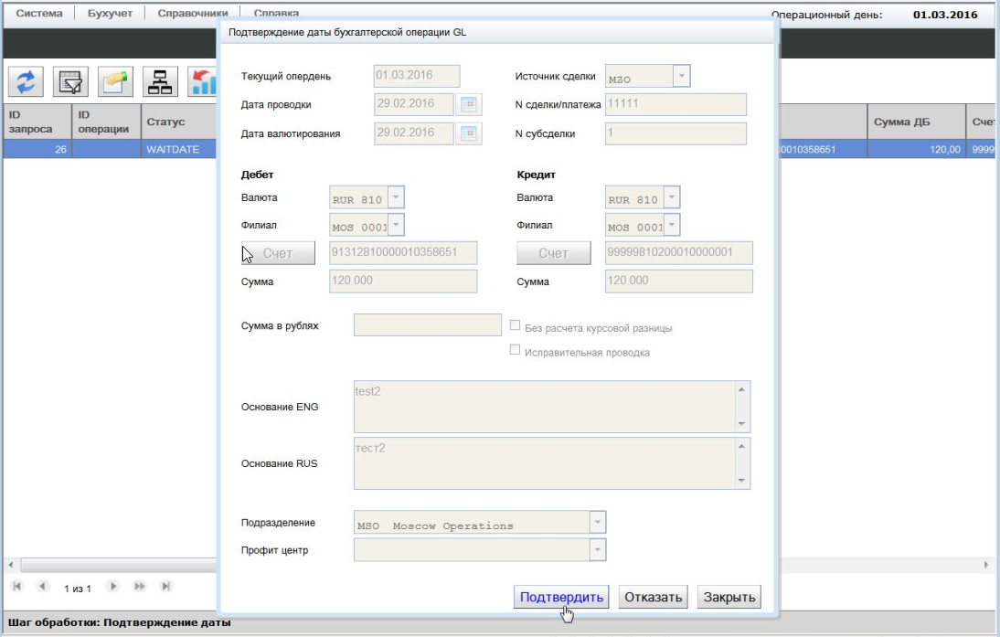 Система Бухучет Справочники Справка Операционный день: 01.03.2016
Подтверждение даты бухгалтерской операции GL
Текущий опердень 01.03.2016 Источник сделки MZO
Дата проводки 29.02.2016 N сделки/платежа 11111
Дата валютирования 29.02.2016 N субсделки 1
ID запроса ID операции Статус Сумма ДБ Сче
26 WAITDATE 0010358651 120,00 9999
Дебет Кредит
Валюта RUR 810 Валюта RUR 810
Филиал MOS 0001 Филиал MOS 0001
Счет 91312810000010358651 Счет 99999810200010000001
Сумма 120.000 Сумма 120.000
Сумма в рублях Без расчета курсовой разницы
Исправительная проводка
Основание ENG test2
Основание RUS тест2
Подразделение MSO Moscow Operations
Профит центр
1 из 1
Подтвердить Отказать Закрыть
Шаг обработки: Подтверждение даты